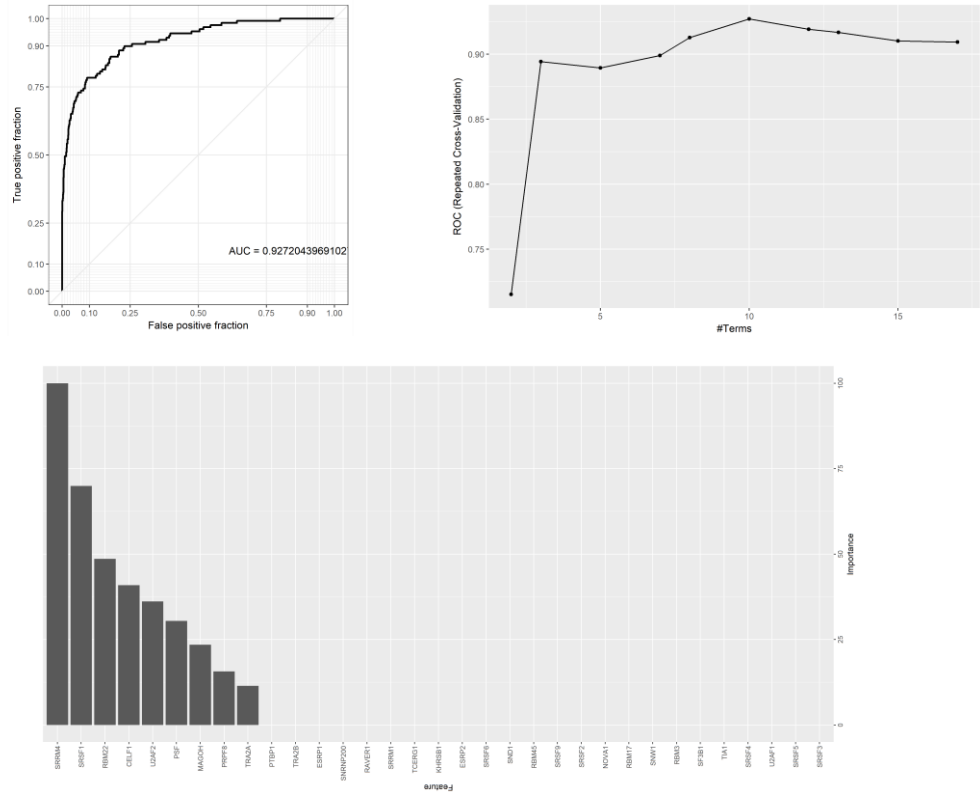 1.00
0.90
0.75
0.50
0.25
0.10
0.00
True positive fraction
AUC = 0.9272043969102
0.00 0.10 0.25 0.50 0.75 0.90 1.00
False positive fraction
0.90
0.85
0.80
0.75
ROC (Repeated Cross-Validation)
5 10 15
#Terms
100
75
50
25
0
Importance
SRRM4
SRSF1
RBM22
CELF1
U2AF2
PSF
MAGOH
PRPF8
TRA2A
PTBP1
TRA2B
ESRP1
SNRNP200
RAVER1
SRRM1
TCERG1
KHRSB1
ESRP2
SRSF6
SND1
RBM45
SRSF9
SRSF2
NOVA1
RBM17
SNW1
RBM3
SF3B1
TIA1
SRSF4
U2AF1
SRSF5
SRSF3
Feature